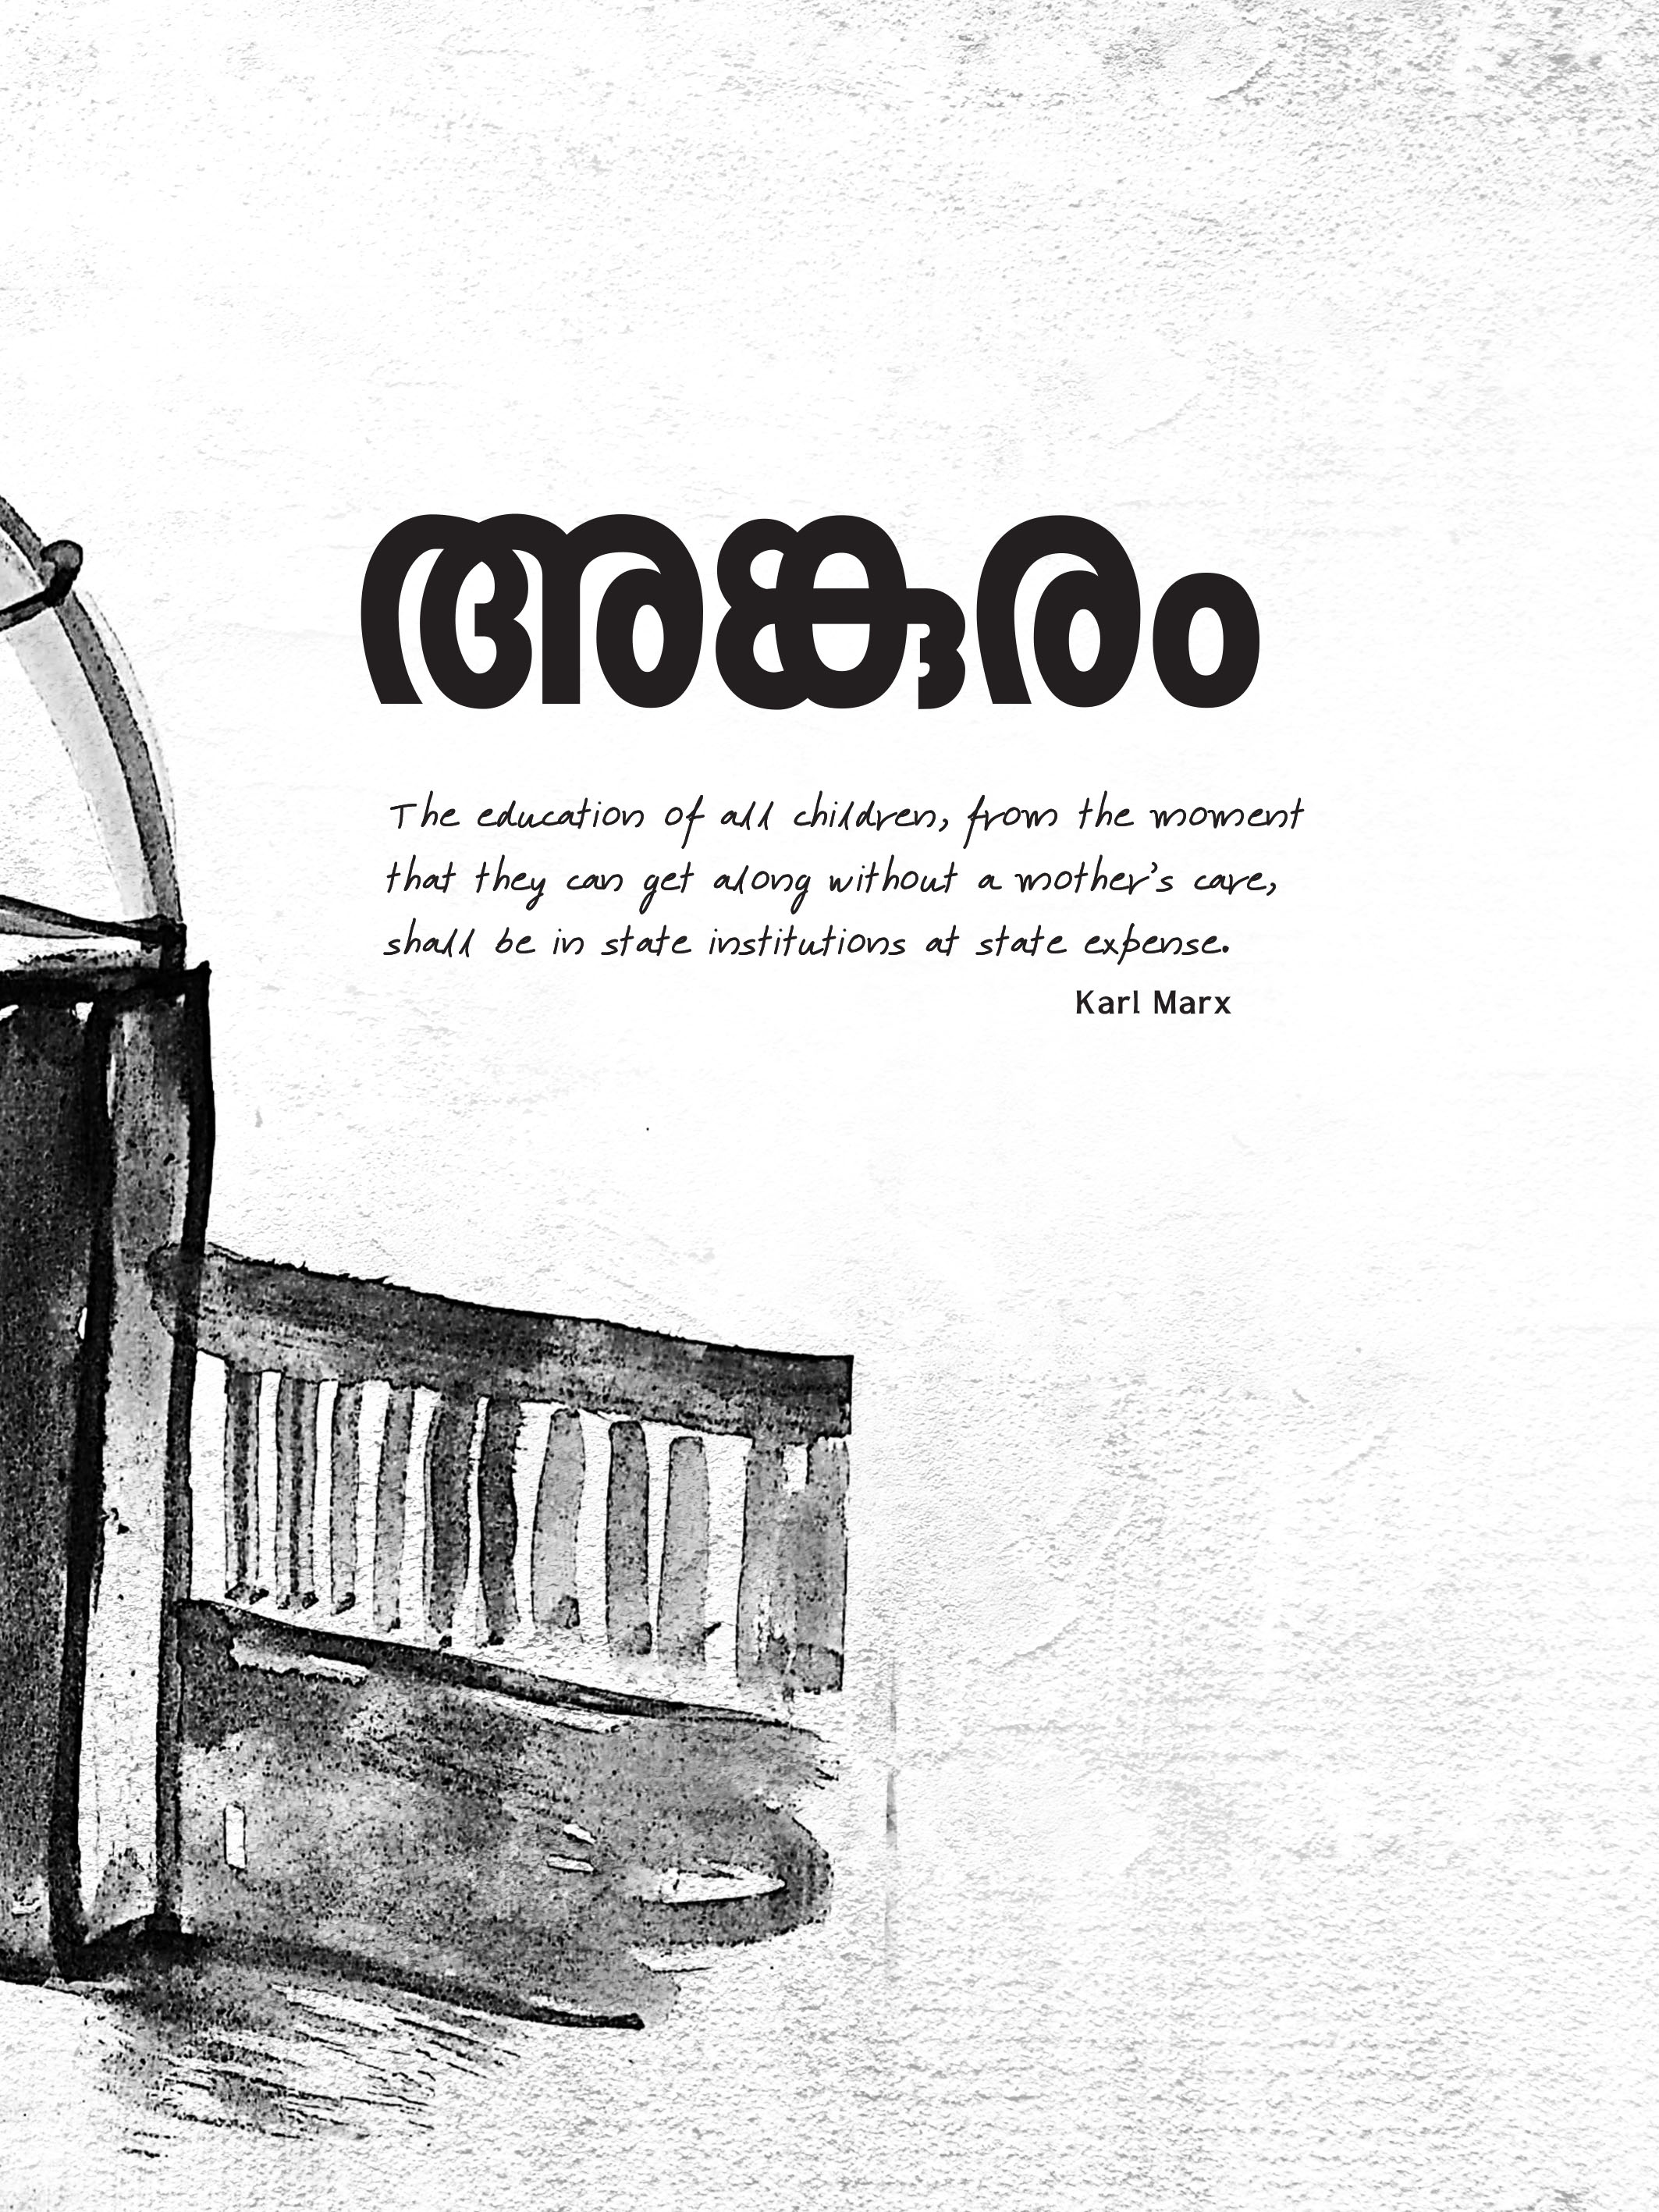 അങ്കുരം
The education of all children, from the moment
that they can get along without a mother's care,
shall be in state institutions at state expense.
Karl Marx